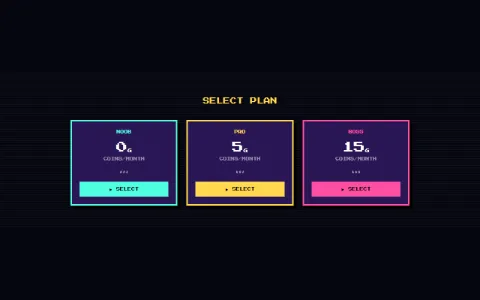 SELECT PLAN
NOOB
0G
COINS/MONTH
▶ SELECT
PRO
5G
COINS/MONTH
▶ SELECT
BOSS
15G
COINS/MONTH
▶ SELECT